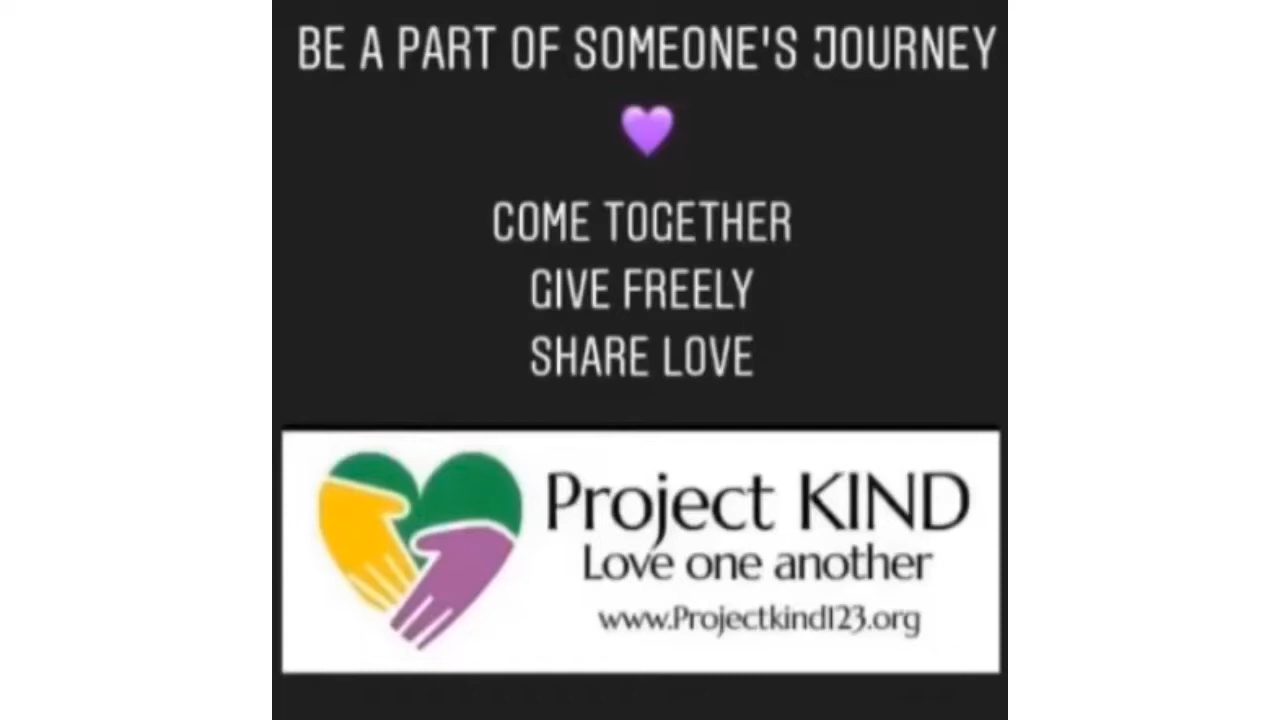 BE A PART OF SOMEONE'S JOURNEY
💜
COME TOGETHER
GIVE FREELY
SHARE LOVE
Project KIND
Love one another
www.Projectkind123.org